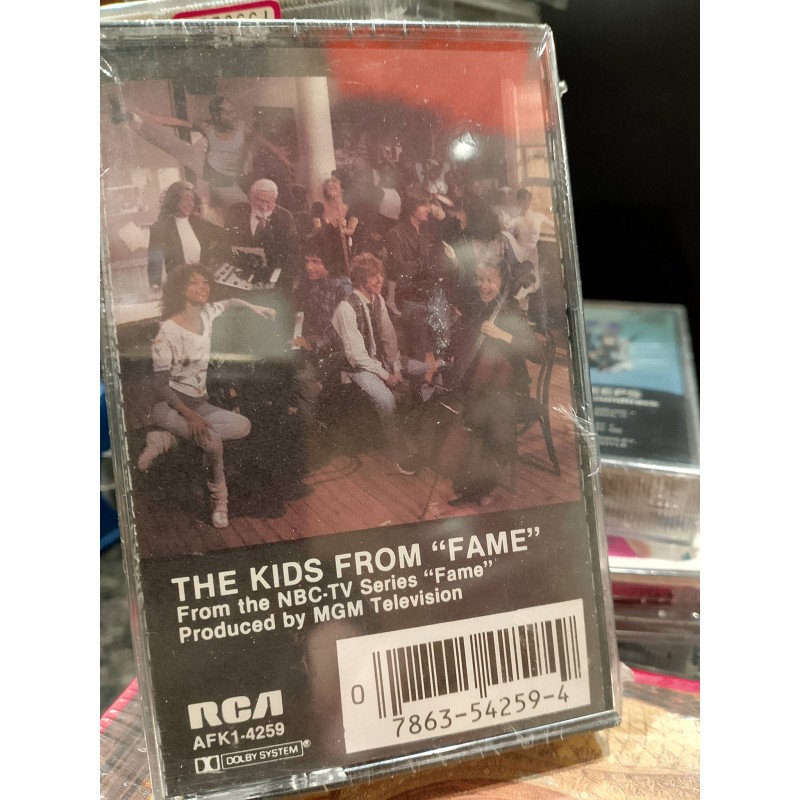 THE KIDS FROM “FAME”
From the NBC-TV Series “Fame”
Produced by MGM Television
RCA
AFK1-4259
DOLBY SYSTEM®
0 7863-54259-4